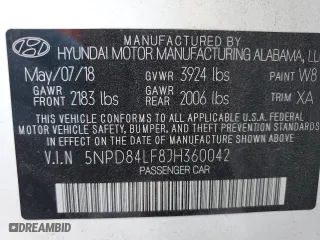 HYUNDAI MOTOR MANUFACTURING ALABAMA, LL
May/07/18 GVWR 3924 lbs PAINT W8
GAWR FRONT 2183 lbs GAWR REAR 2006 lbs TRIM XA
THIS VEHICLE CONFORMS TO ALL APPLICABLE
FEDERAL MOTOR VEHICLE SAFETY, BUMPER, AND THEFT
PREVENTION STANDARDS IN EFFECT ON THE DATE OF
MANUFACTURE SHOWN ABOVE.
V.I.N 5NPD84LF8JH360042
PASSENGER CAR
© DREAMBID DREAMBID.COM